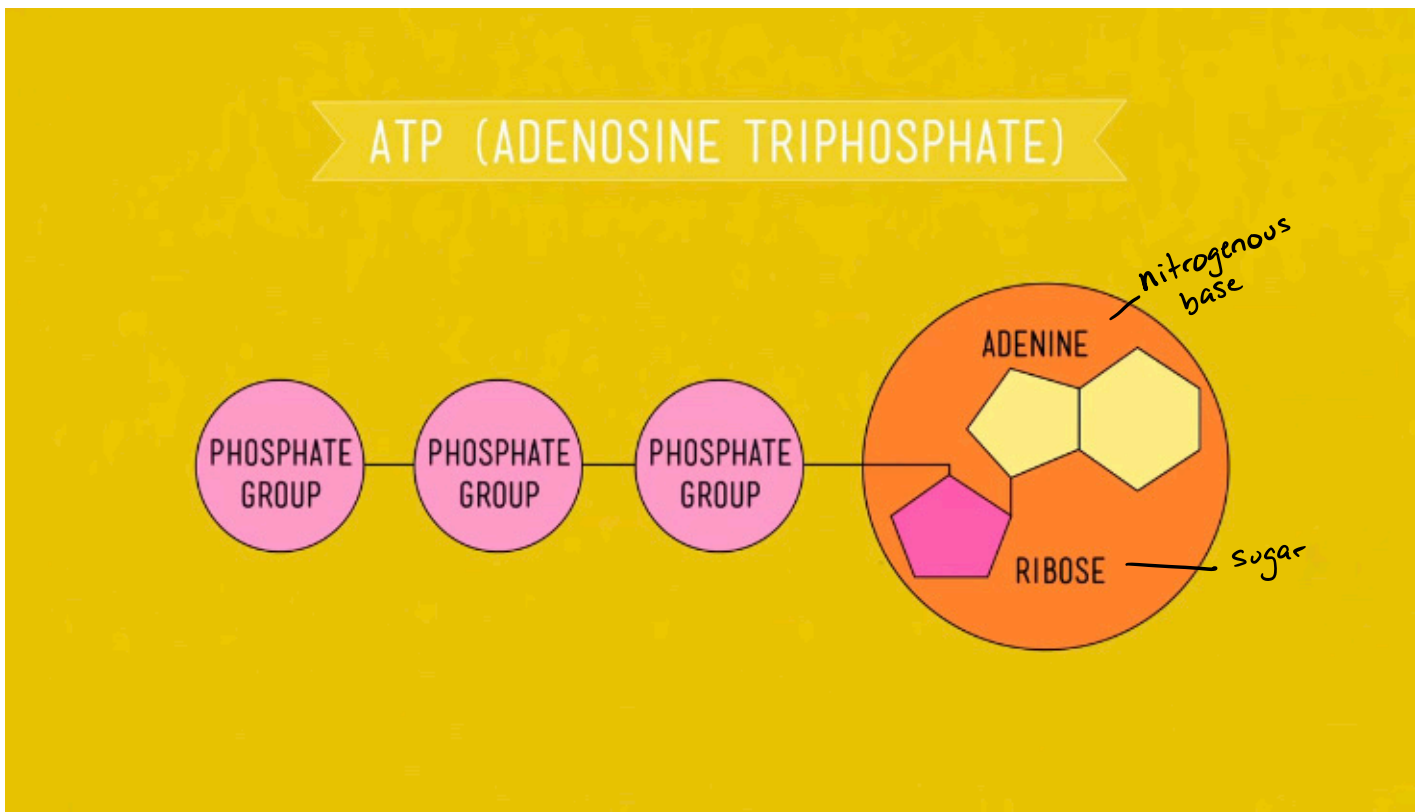 ATP (ADENOSINE TRIPHOSPHATE)
nitrogenous
base
ADENINE
PHOSPHATE
GROUP
PHOSPHATE
GROUP
PHOSPHATE
GROUP
RIBOSE
sugar